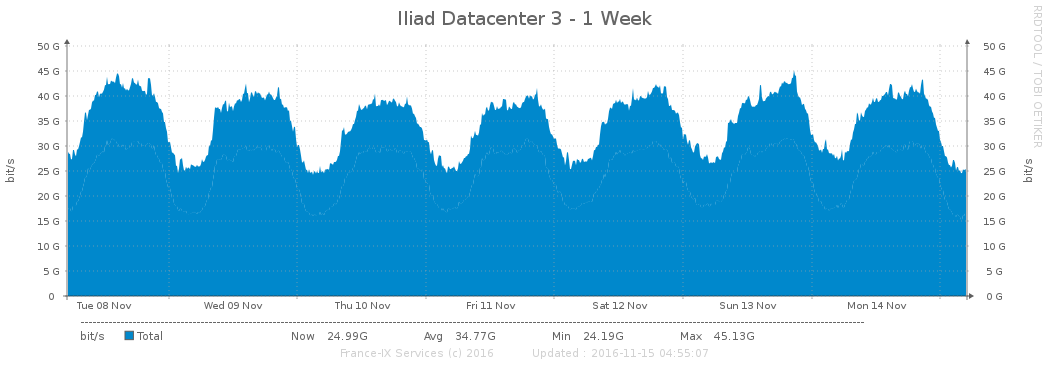 Iliad Datacenter 3 - 1 Week
RRDTOOL / TOBI OETIKER
50 G 50 G
45 G 45 G
40 G 40 G
35 G 35 G
30 G 30 G
25 G 25 G
20 G 20 G
15 G 15 G
10 G 10 G
5 G 5 G
0 0 G
bit/s bit/s
Tue 08 Nov Wed 09 Nov Thu 10 Nov Fri 11 Nov Sat 12 Nov Sun 13 Nov Mon 14 Nov
bit/s Total Now 24.99G Avg 34.77G Min 24.19G Max 45.13G
France-IX Services (c) 2016 Updated : 2016-11-15 04:55:07